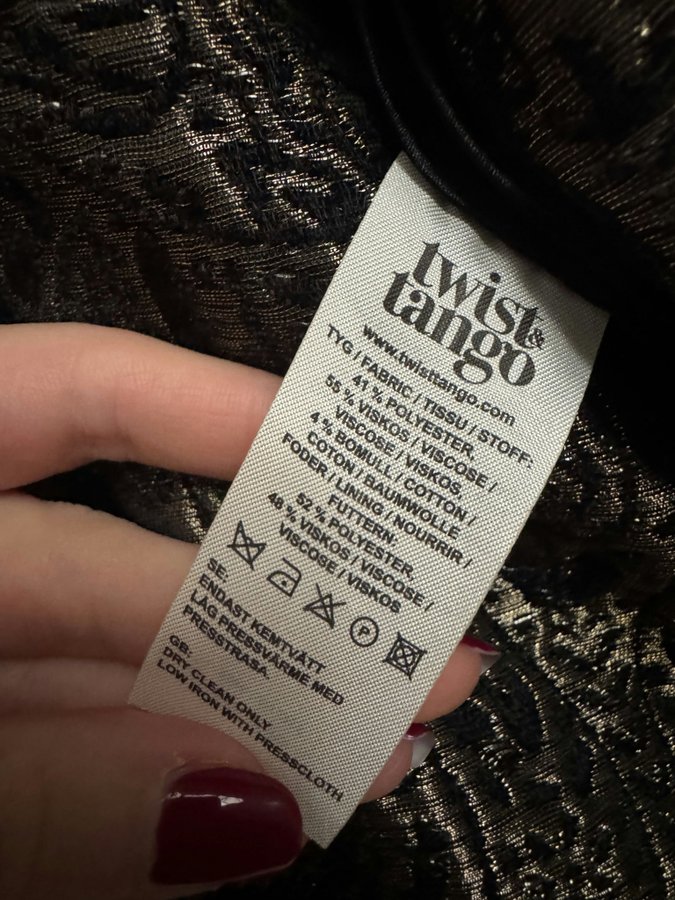 twist &
tango
www.twisttango.com
TYG / FABRIC / TISSU / STOFF:
41 % POLYESTER,
55 % VISKOS / VISCOSE /
VISCOSE / VISKOS,
4 % BOMULL / COTTON /
COTON / BAUMWOLLE
FODER / LINING / NOURRIR /
FUTTERN:
52 % POLYESTER,
48 % VISKOS / VISCOSE /
VISCOSE / VISKOS
P
SE:
ENDAST KEMTVÄTT
LÅG PRESSVÄRME MED
PRESSTRASA.
GB:
DRY CLEAN ONLY
LOW IRON WITH PRESSCLOTH